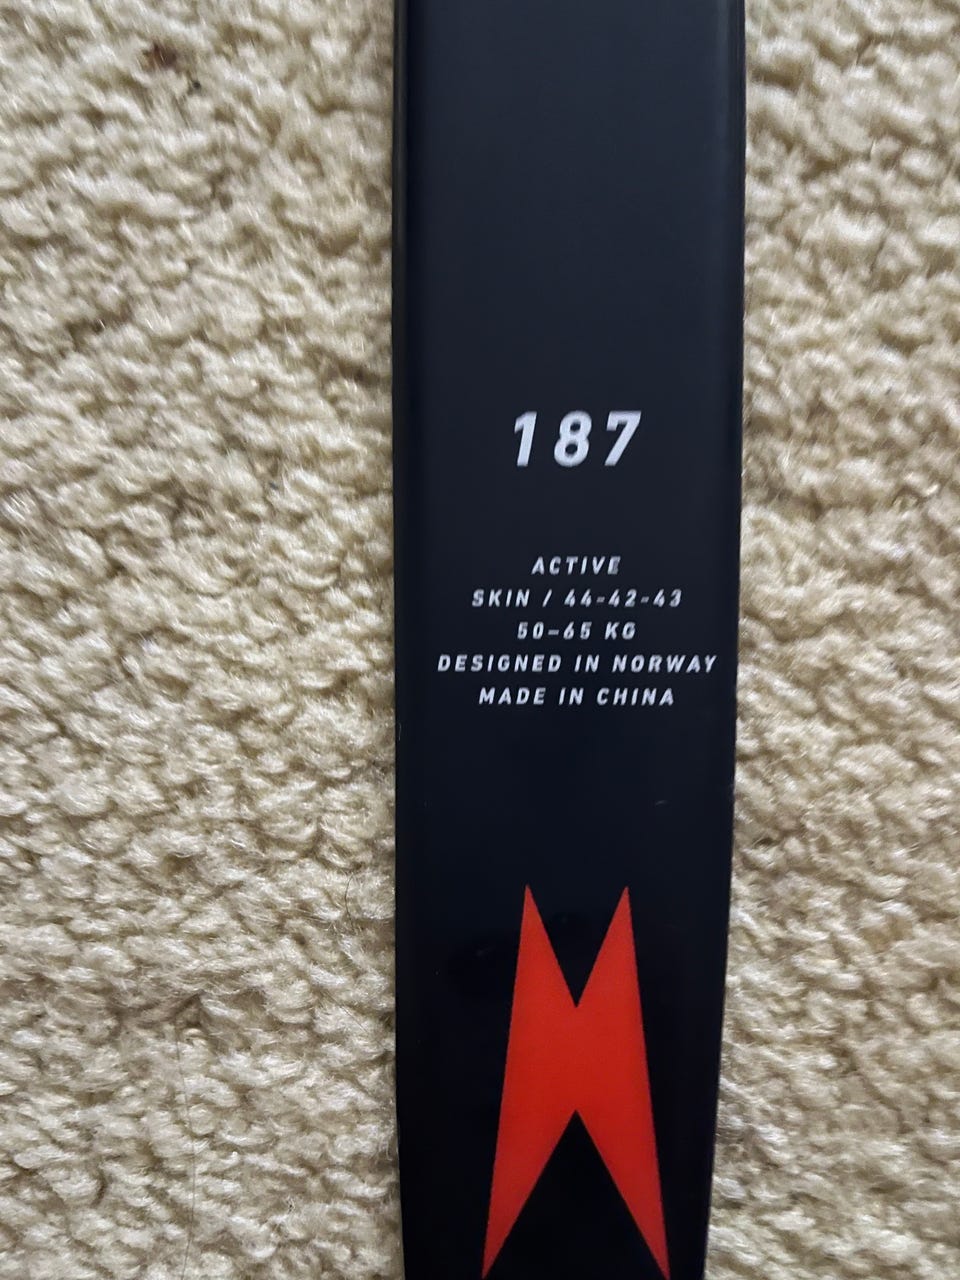 187
ACTIVE
SKIN / 44-42-43
50-65 KG
DESIGNED IN NORWAY
MADE IN CHINA